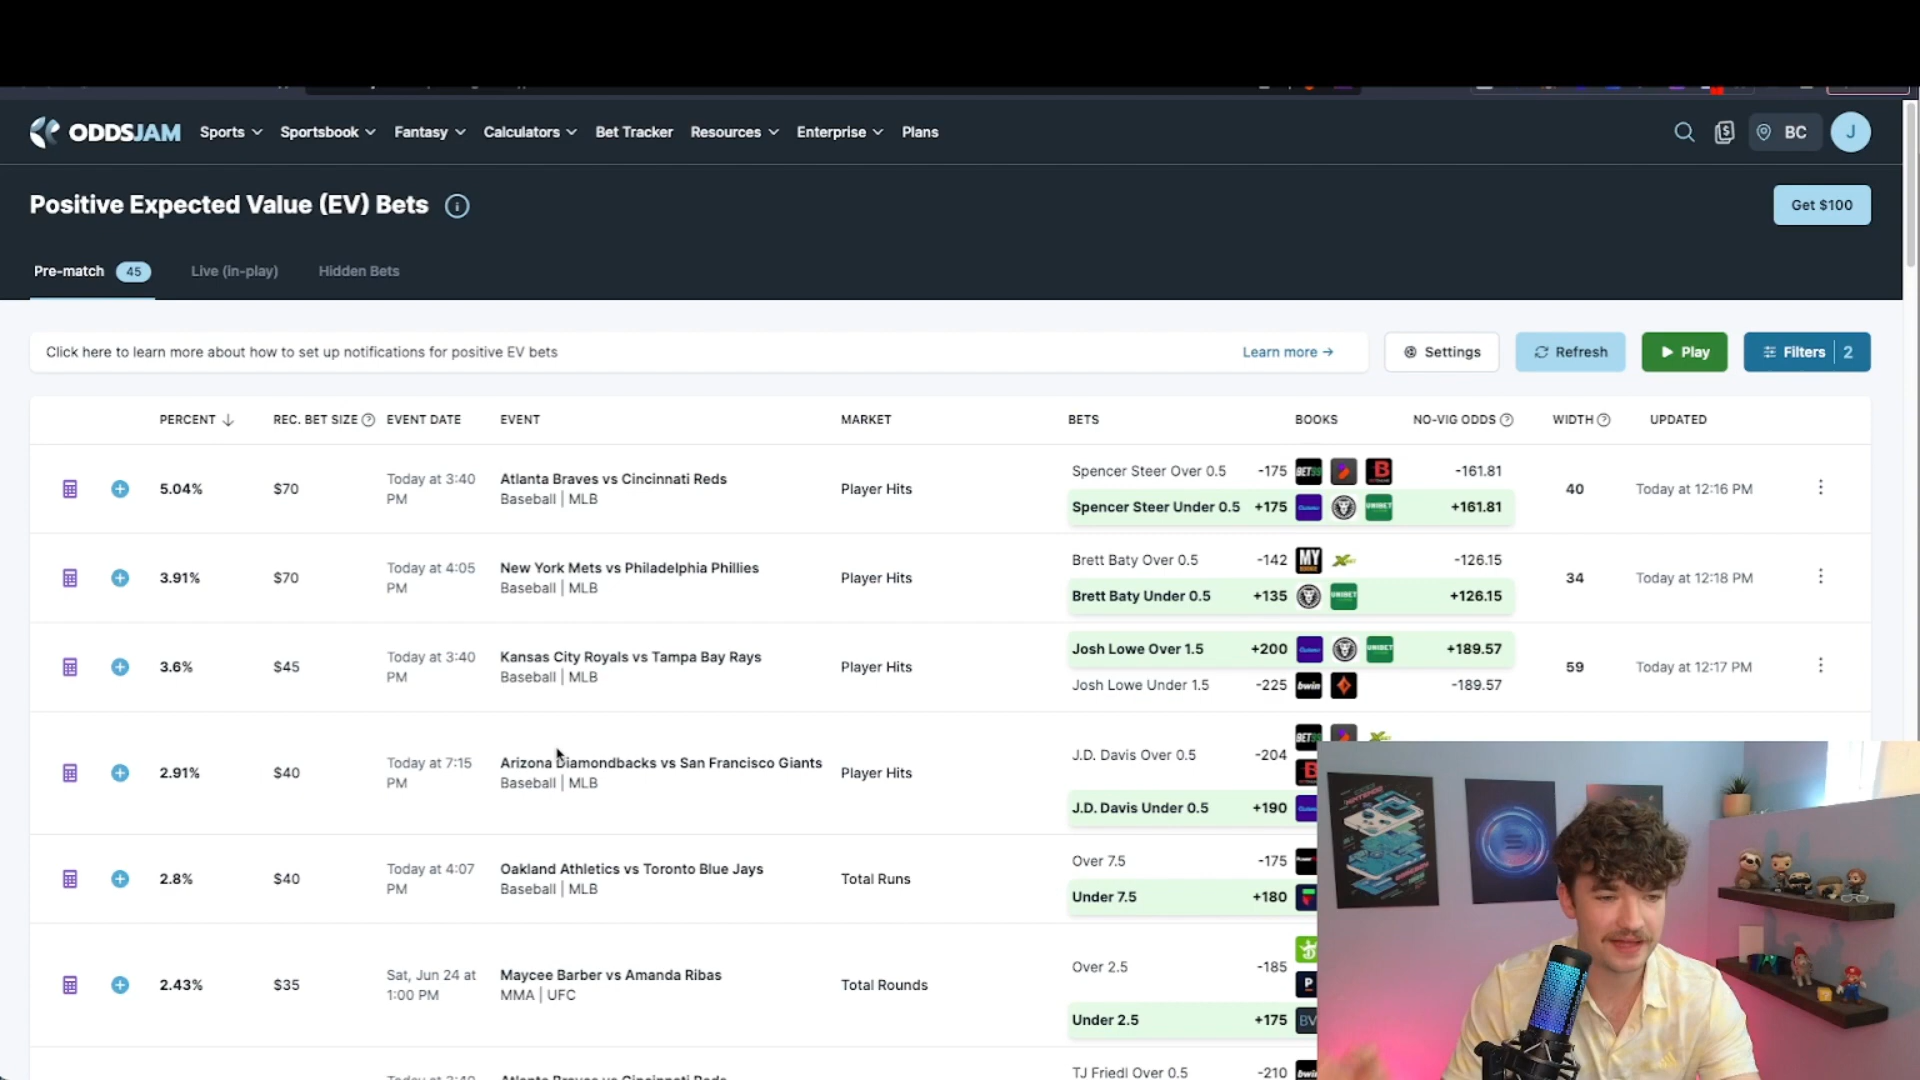 ODDSJAM Sports Sportsbook Fantasy Calculators Bet Tracker Resources Enterprise Plans BC J
Positive Expected Value (EV) Bets
Get $100
Pre-match 45 Live (in-play) Hidden Bets
Click here to learn more about how to set up notifications for positive EV bets Learn more → Settings Refresh Play Filters 2
PERCENT ↓ REC. BET SIZE EVENT DATE EVENT MARKET BETS BOOKS NO-VIG ODDS WIDTH UPDATED
Spencer Steer Over 0.5 -175 BET99 B -161.81
5.04% $70 Today at 3:40 PM Atlanta Braves vs Cincinnati Reds Player Hits 40 Today at 12:16 PM
Baseball | MLB
Spencer Steer Under 0.5 +175 UNIBET +161.81
Brett Baty Over 0.5 -142 MY -126.15
3.91% $70 Today at 4:05 PM New York Mets vs Philadelphia Phillies Player Hits 34 Today at 12:18 PM
Baseball | MLB
Brett Baty Under 0.5 +135 UNIBET +126.15
Josh Lowe Over 1.5 +200 UNIBET +189.57
3.6% $45 Today at 3:40 PM Kansas City Royals vs Tampa Bay Rays Player Hits 59 Today at 12:17 PM
Baseball | MLB
Josh Lowe Under 1.5 -225 bwin -189.57
J.D. Davis Over 0.5 -204
2.91% $40 Today at 7:15 PM Arizona Diamondbacks vs San Francisco Giants Player Hits
Baseball | MLB
J.D. Davis Under 0.5 +190
Over 7.5 -175
2.8% $40 Today at 4:07 PM Oakland Athletics vs Toronto Blue Jays Total Runs
Baseball | MLB
Under 7.5 +180
Over 2.5 -185
2.43% $35 Sat, Jun 24 at 1:00 PM Maycee Barber vs Amanda Ribas Total Rounds
MMA | UFC
Under 2.5 +175 BV
TJ Friedl Over 0.5 -210 bwin